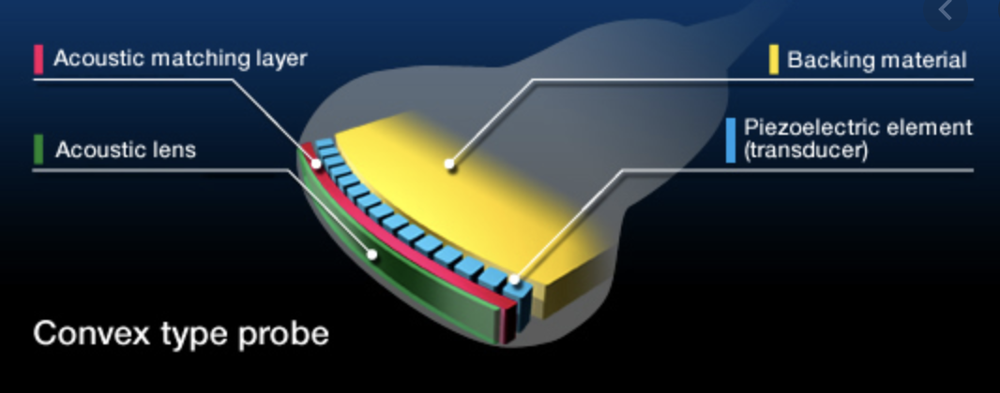 Acoustic matching layer
Backing material
Piezoelectric element
(transducer)
Acoustic lens
Convex type probe